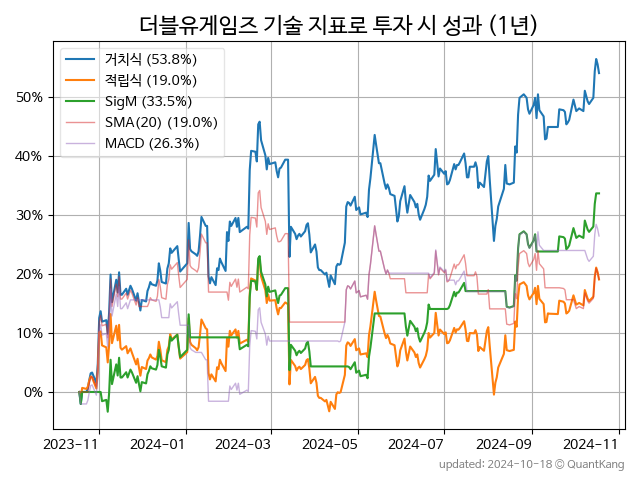 더블유게임즈 기술 지표로 투자 시 성과 (1년)
거치식 (53.8%)
적립식 (19.0%)
SigM (33.5%)
SMA(20) (19.0%)
MACD (26.3%)
50%
40%
30%
20%
10%
0%
2023-11 2024-01 2024-03 2024-05 2024-07 2024-09 2024-11
updated: 2024-10-18 © QuantKang